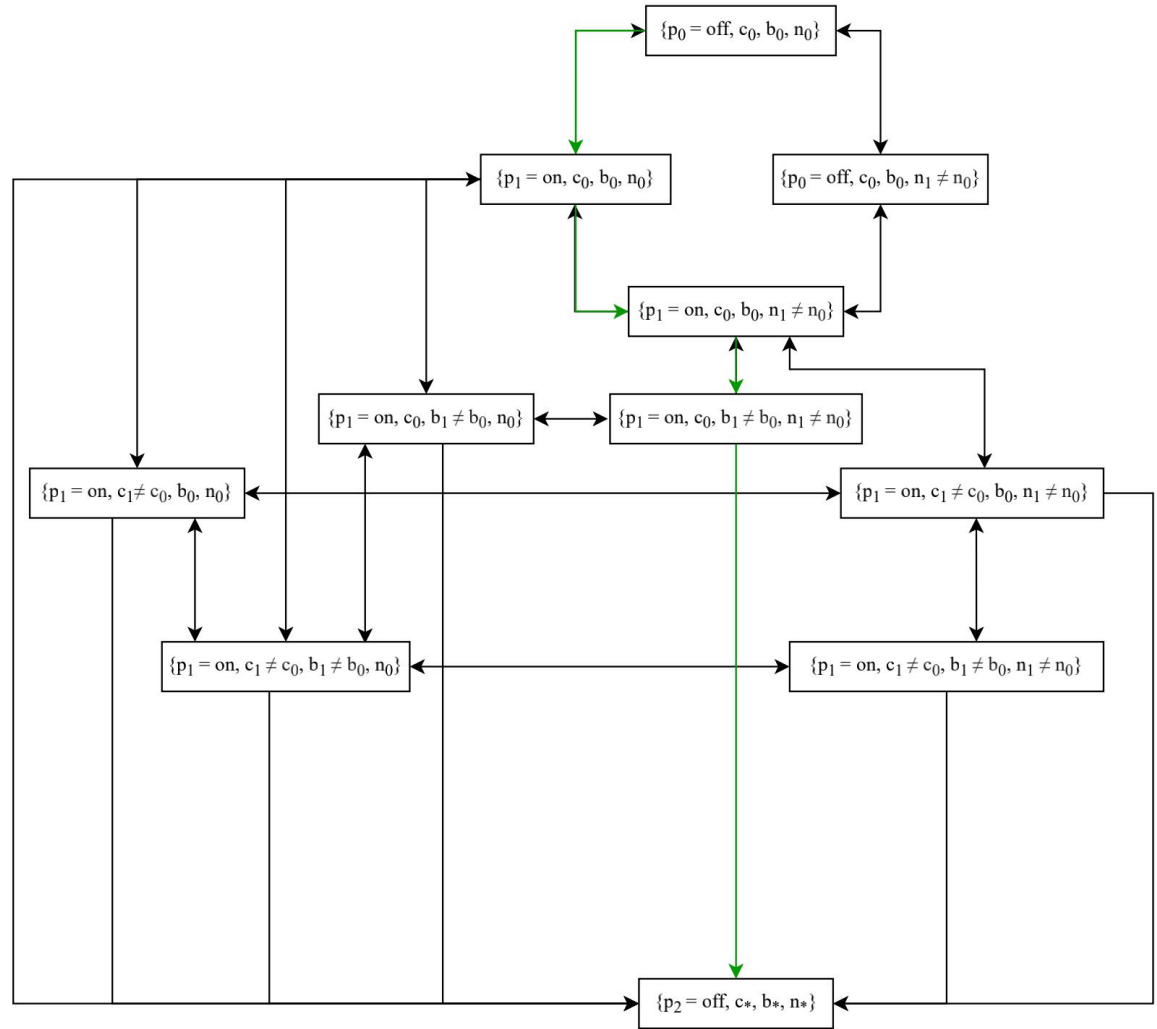 {p₀ = off, c₀, b₀, n₀}
{p₁ = on, c₀, b₀, n₀}
{p₀ = off, c₀, b₀, n₁ ≠ n₀}
{p₁ = on, c₀, b₀, n₁ ≠ n₀}
{p₁ = on, c₀, b₁ ≠ b₀, n₀}
{p₁ = on, c₀, b₁ ≠ b₀, n₁ ≠ n₀}
{p₁ = on, c₁ ≠ c₀, b₀, n₀}
{p₁ = on, c₁ ≠ c₀, b₀, n₁ ≠ n₀}
{p₁ = on, c₁ ≠ c₀, b₁ ≠ b₀, n₀}
{p₁ = on, c₁ ≠ c₀, b₁ ≠ b₀, n₁ ≠ n₀}
{p₂ = off, c*, b*, n*}